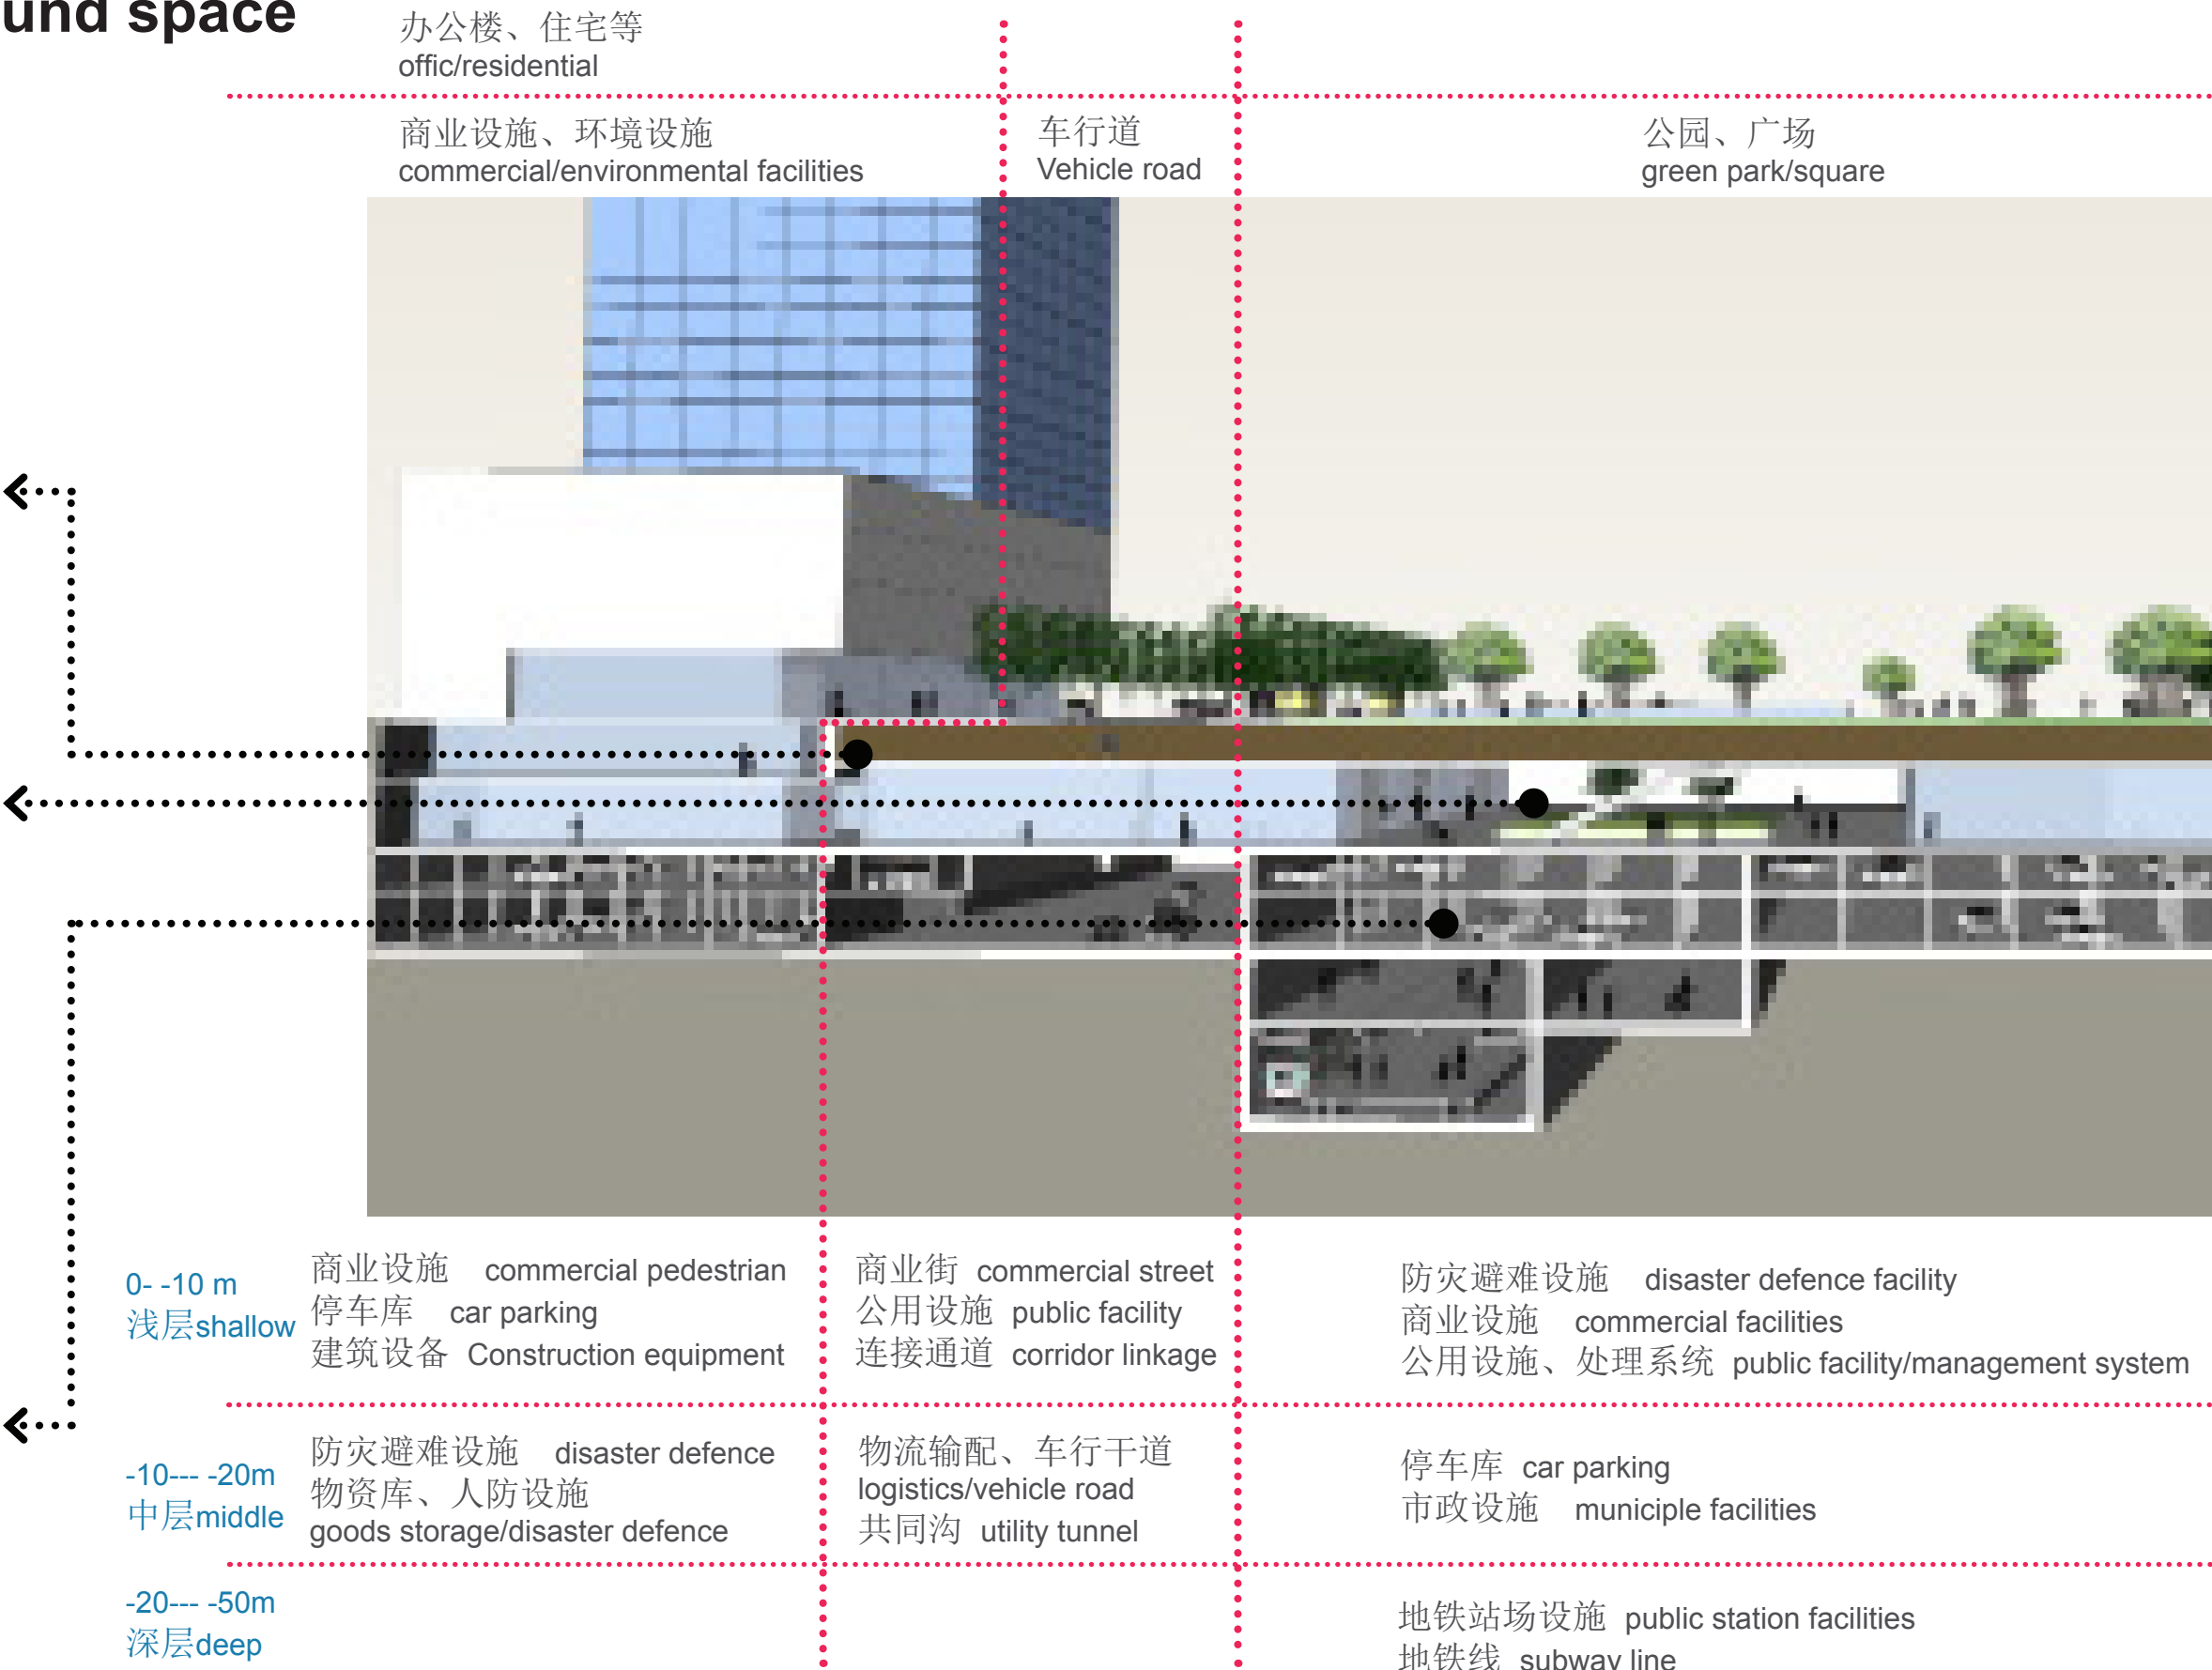 und space
办公楼、住宅等
offic/residential
商业设施、环境设施
commercial/environmental facilities
车行道
Vehicle road
公园、广场
green park/square
0- -10 m
浅层shallow
商业设施 commercial pedestrian
停车库 car parking
建筑设备 Construction equipment
商业街 commercial street
公用设施 public facility
连接通道 corridor linkage
防灾避难设施 disaster defence facility
商业设施 commercial facilities
公用设施、处理系统 public facility/management system
-10--- -20m
中层middle
防灾避难设施 disaster defence
物资库、人防设施
goods storage/disaster defence
物流输配、车行干道
logistics/vehicle road
共同沟 utility tunnel
停车库 car parking
市政设施 municiple facilities
-20--- -50m
深层deep
地铁站场设施 public station facilities
地铁线 subway line